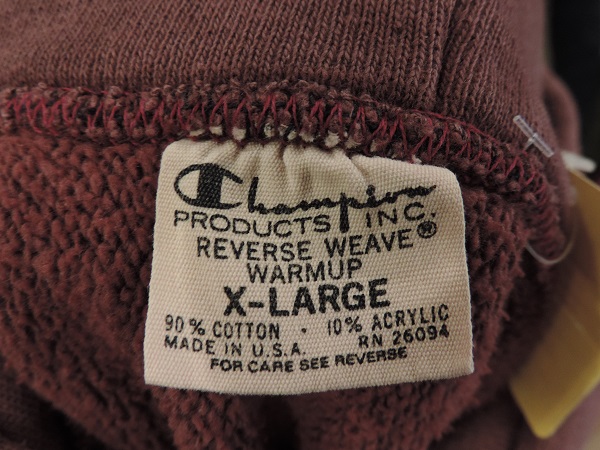 Champion
PRODUCTS INC.
REVERSE WEAVE®
WARMUP
X-LARGE
90% COTTON · 10% ACRYLIC
MADE IN U.S.A. RN 26094
FOR CARE SEE REVERSE